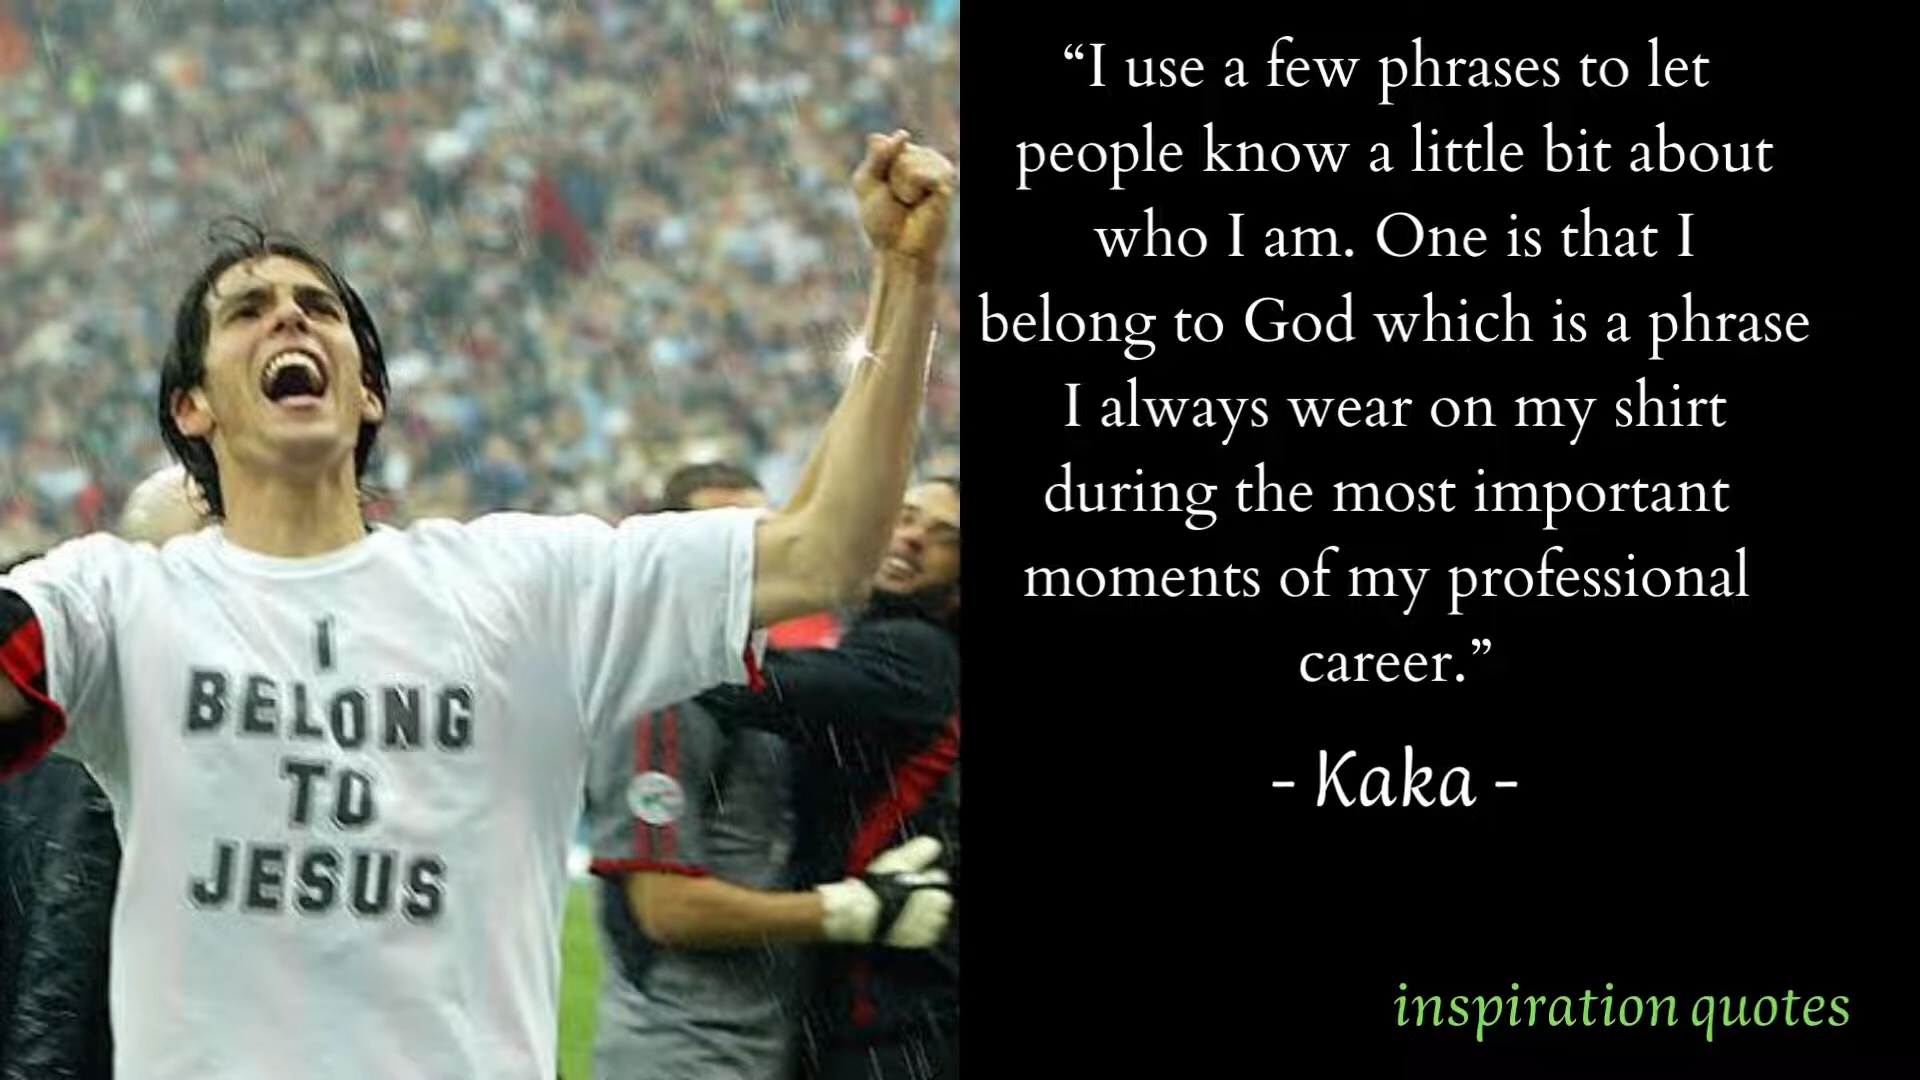 I
BELONG
TO
JESUS
“I use a few phrases to let
people know a little bit about
who I am. One is that I
belong to God which is a phrase
I always wear on my shirt
during the most important
moments of my professional
career.”
- Kaka -
inspiration quotes